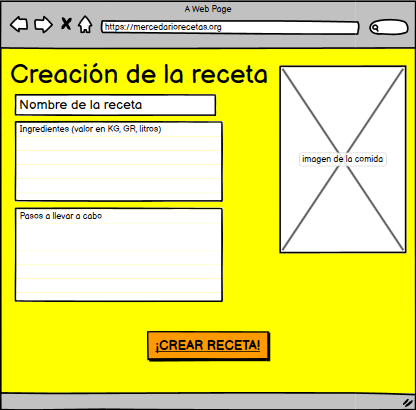 A Web Page
https://mercedariorecetas.org
Creación de la receta
Nombre de la receta
Ingredientes (valor en KG, GR, litros)
imagen de la comida
Pasos a llevar a cabo
¡CREAR RECETA!